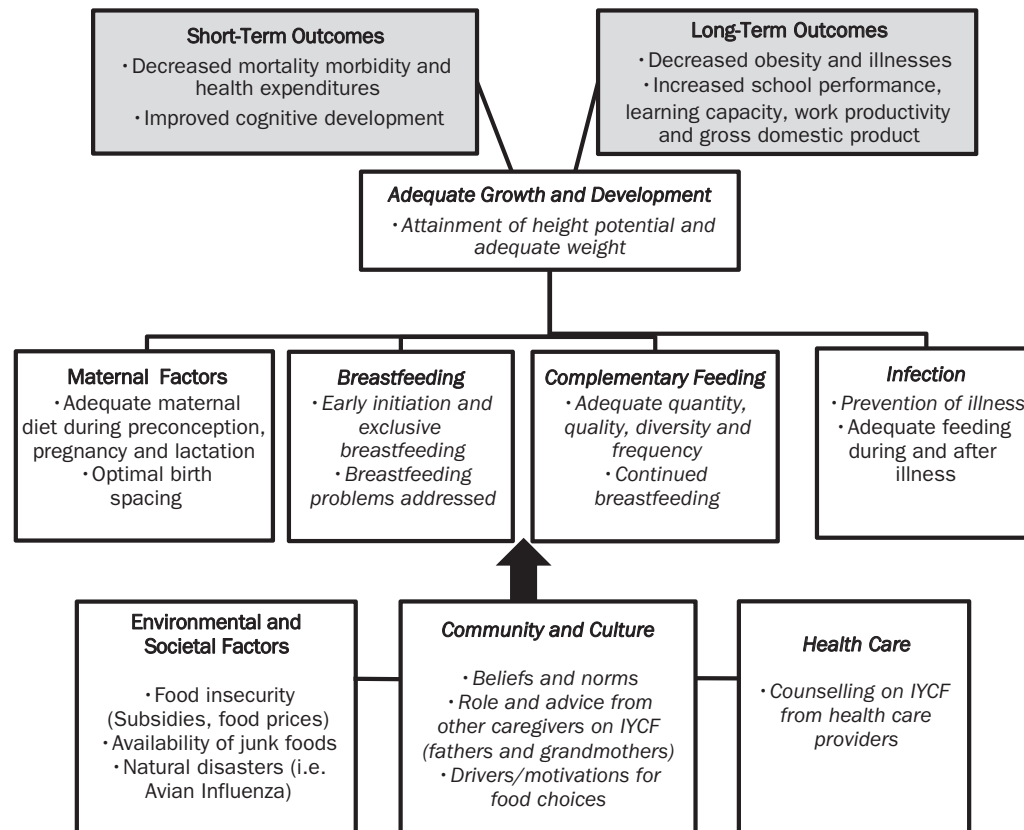 Short-Term Outcomes
· Decreased mortality morbidity and
health expenditures
· Improved cognitive development
Long-Term Outcomes
· Decreased obesity and illnesses
· Increased school performance,
learning capacity, work productivity
and gross domestic product
Adequate Growth and Development
· Attainment of height potential and
adequate weight
Maternal Factors
· Adequate maternal
diet during preconception,
pregnancy and lactation
· Optimal birth
spacing
Breastfeeding
· Early initiation and
exclusive
breastfeeding
· Breastfeeding
problems addressed
Complementary Feeding
· Adequate quantity,
quality, diversity and
frequency
· Continued
breastfeeding
Infection
· Prevention of illness
· Adequate feeding
during and after
illness
Environmental and
Societal Factors
· Food insecurity
(Subsidies, food prices)
· Availability of junk foods
· Natural disasters (i.e.
Avian Influenza)
Community and Culture
· Beliefs and norms
· Role and advice from
other caregivers on IYCF
(fathers and grandmothers)
· Drivers/motivations for
food choices
Health Care
· Counselling on IYCF
from health care
providers